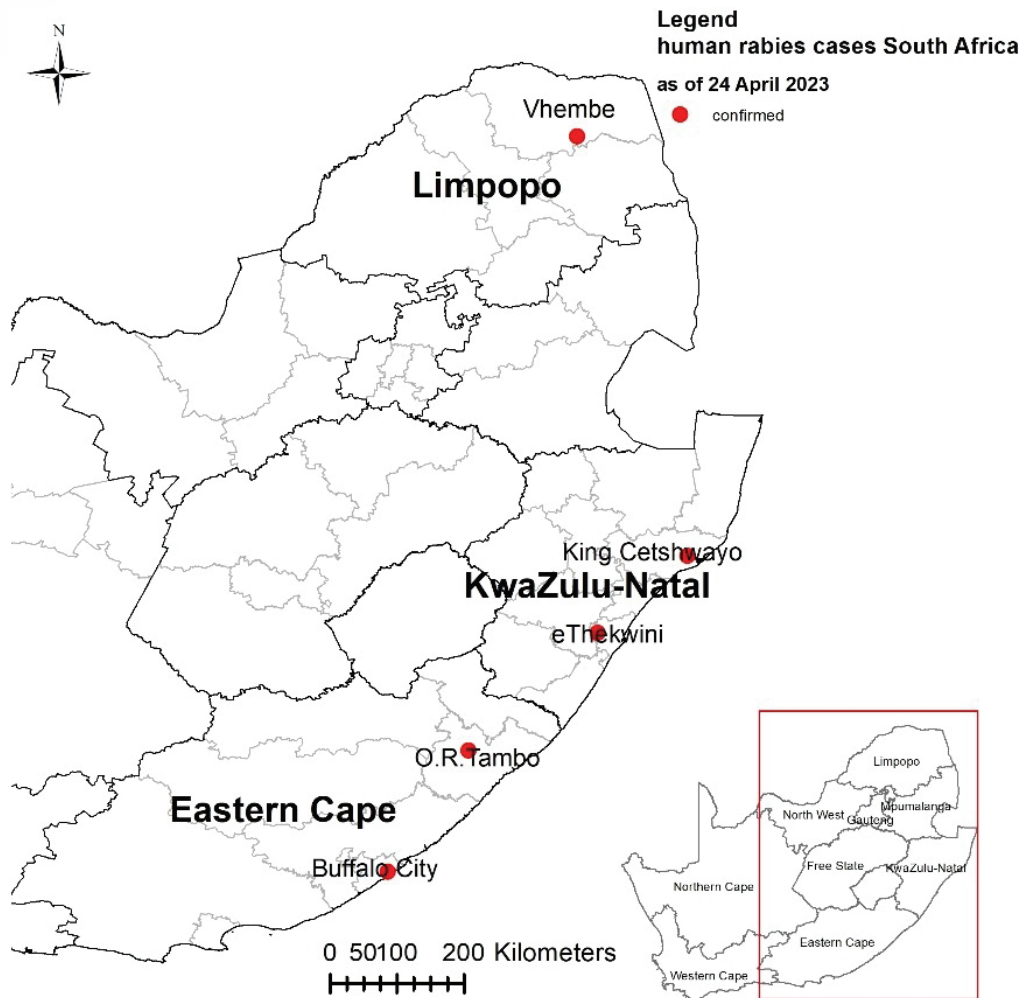 N
Legend
human rabies cases South Africa
as of 24 April 2023
confirmed
Vhembe
Limpopo
King Cetshwayo
KwaZulu-Natal
eThekwini
O.R.Tambo
Eastern Cape
Buffalo City
0 50100 200 Kilometers
Limpopo
Mpumalanga
North West
Gauteng
Free State
KwaZulu-Natal
Northern Cape
Eastern Cape
Western Cape